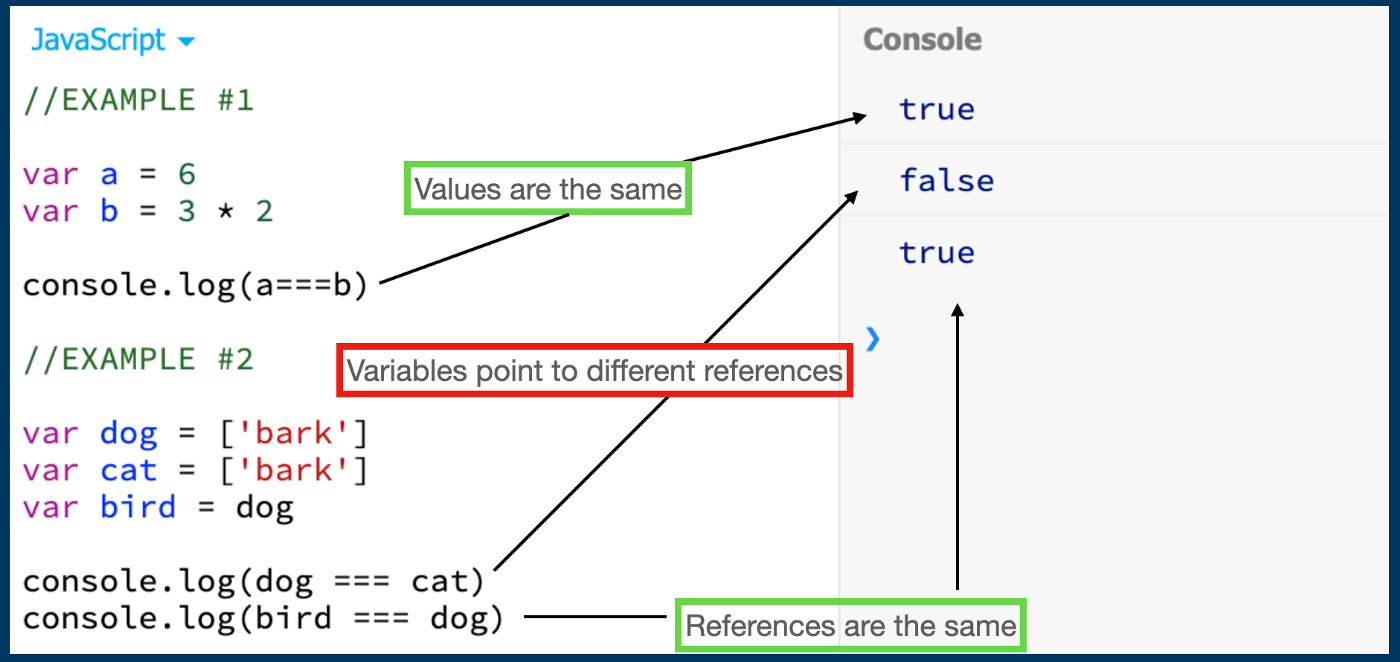 JavaScript
//EXAMPLE #1
var a = 6
var b = 3 * 2
console.log(a===b)
//EXAMPLE #2
var dog = ['bark']
var cat = ['bark']
var bird = dog
console.log(dog === cat)
console.log(bird === dog)
Values are the same
Variables point to different references
References are the same
Console
true
false
true